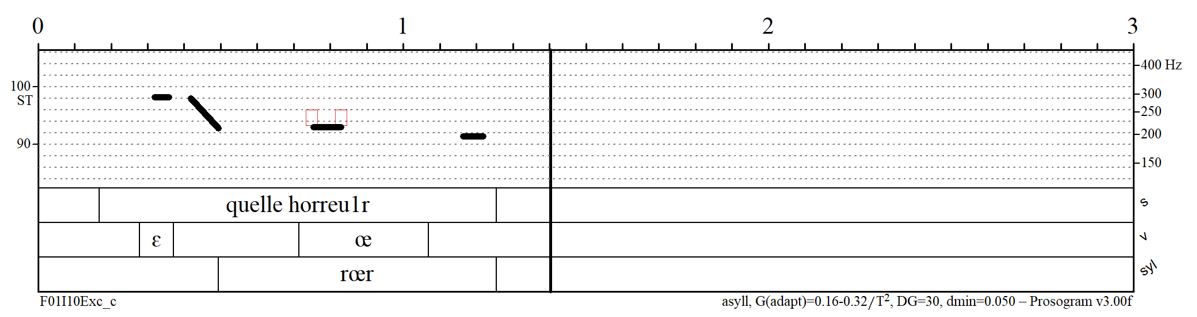 0 1 2 3
100 400 Hz
ST 300
250
200
90
150
quelle horreu1r s
ɛ œ v
rœr syl
F01I10Exc_c asyll, G(adapt)=0.16-0.32/T², DG=30, dmin=0.050 – Prosogram v3.00f